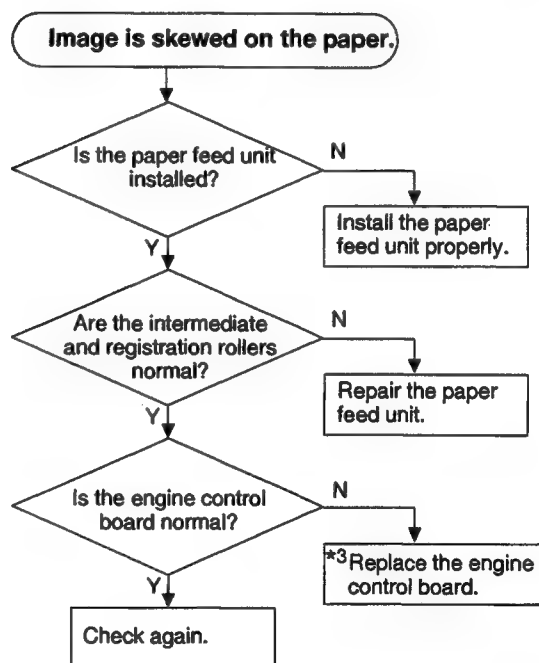 Image is skewed on the paper.
Is the paper feed unit
installed?
N
Install the paper
feed unit properly.
Y
Are the intermediate
and registration rollers
normal?
N
Repair the paper
feed unit.
Y
Is the engine control
board normal?
N
*3 Replace the engine
control board.
Y
Check again.